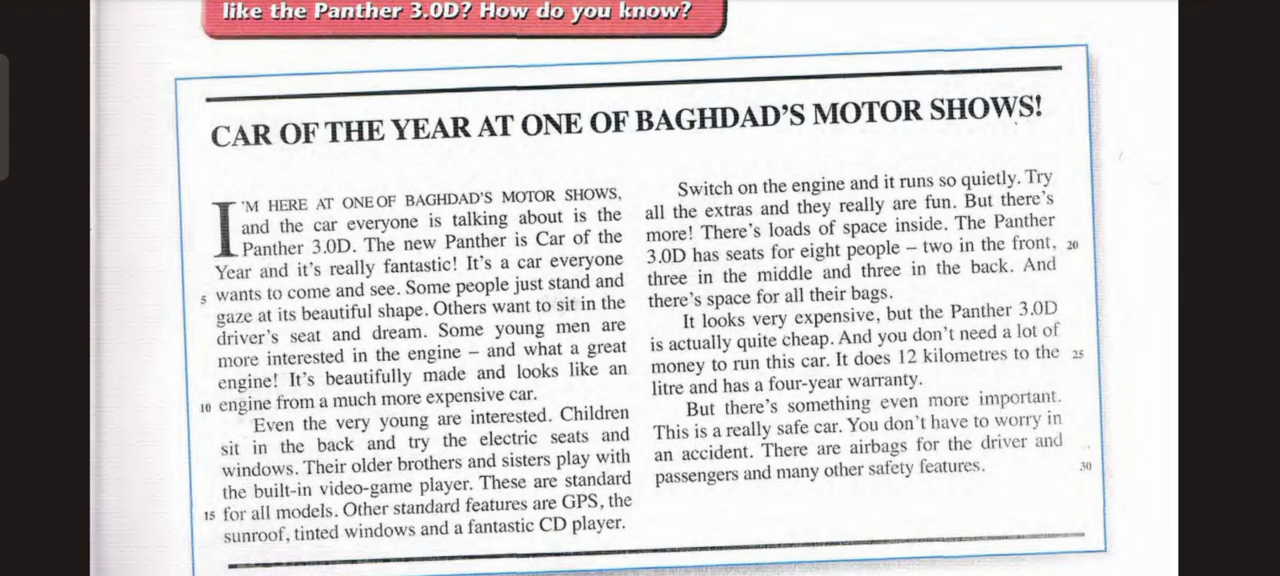 like the Panther 3.0D? How do you know?
CAR OF THE YEAR AT ONE OF BAGHDAD'S MOTOR SHOWS!
I'M HERE AT ONE OF BAGHDAD'S MOTOR SHOWS,
and the car everyone is talking about is the
Panther 3.0D. The new Panther is Car of the
Year and it's really fantastic! It's a car everyone
5 wants to come and see. Some people just stand and
gaze at its beautiful shape. Others want to sit in the
driver's seat and dream. Some young men are
more interested in the engine – and what a great
engine! It's beautifully made and looks like an
10 engine from a much more expensive car.
Even the very young are interested. Children
sit in the back and try the electric seats and
windows. Their older brothers and sisters play with
the built-in video-game player. These are standard
15 for all models. Other standard features are GPS, the
sunroof, tinted windows and a fantastic CD player.
Switch on the engine and it runs so quietly. Try
all the extras and they really are fun. But there's
more! There's loads of space inside. The Panther
3.0D has seats for eight people – two in the front, 20
three in the middle and three in the back. And
there's space for all their bags.
It looks very expensive, but the Panther 3.0D
is actually quite cheap. And you don't need a lot of
money to run this car. It does 12 kilometres to the 25
litre and has a four-year warranty.
But there's something even more important.
This is a really safe car. You don't have to worry in
an accident. There are airbags for the driver and
passengers and many other safety features. 30